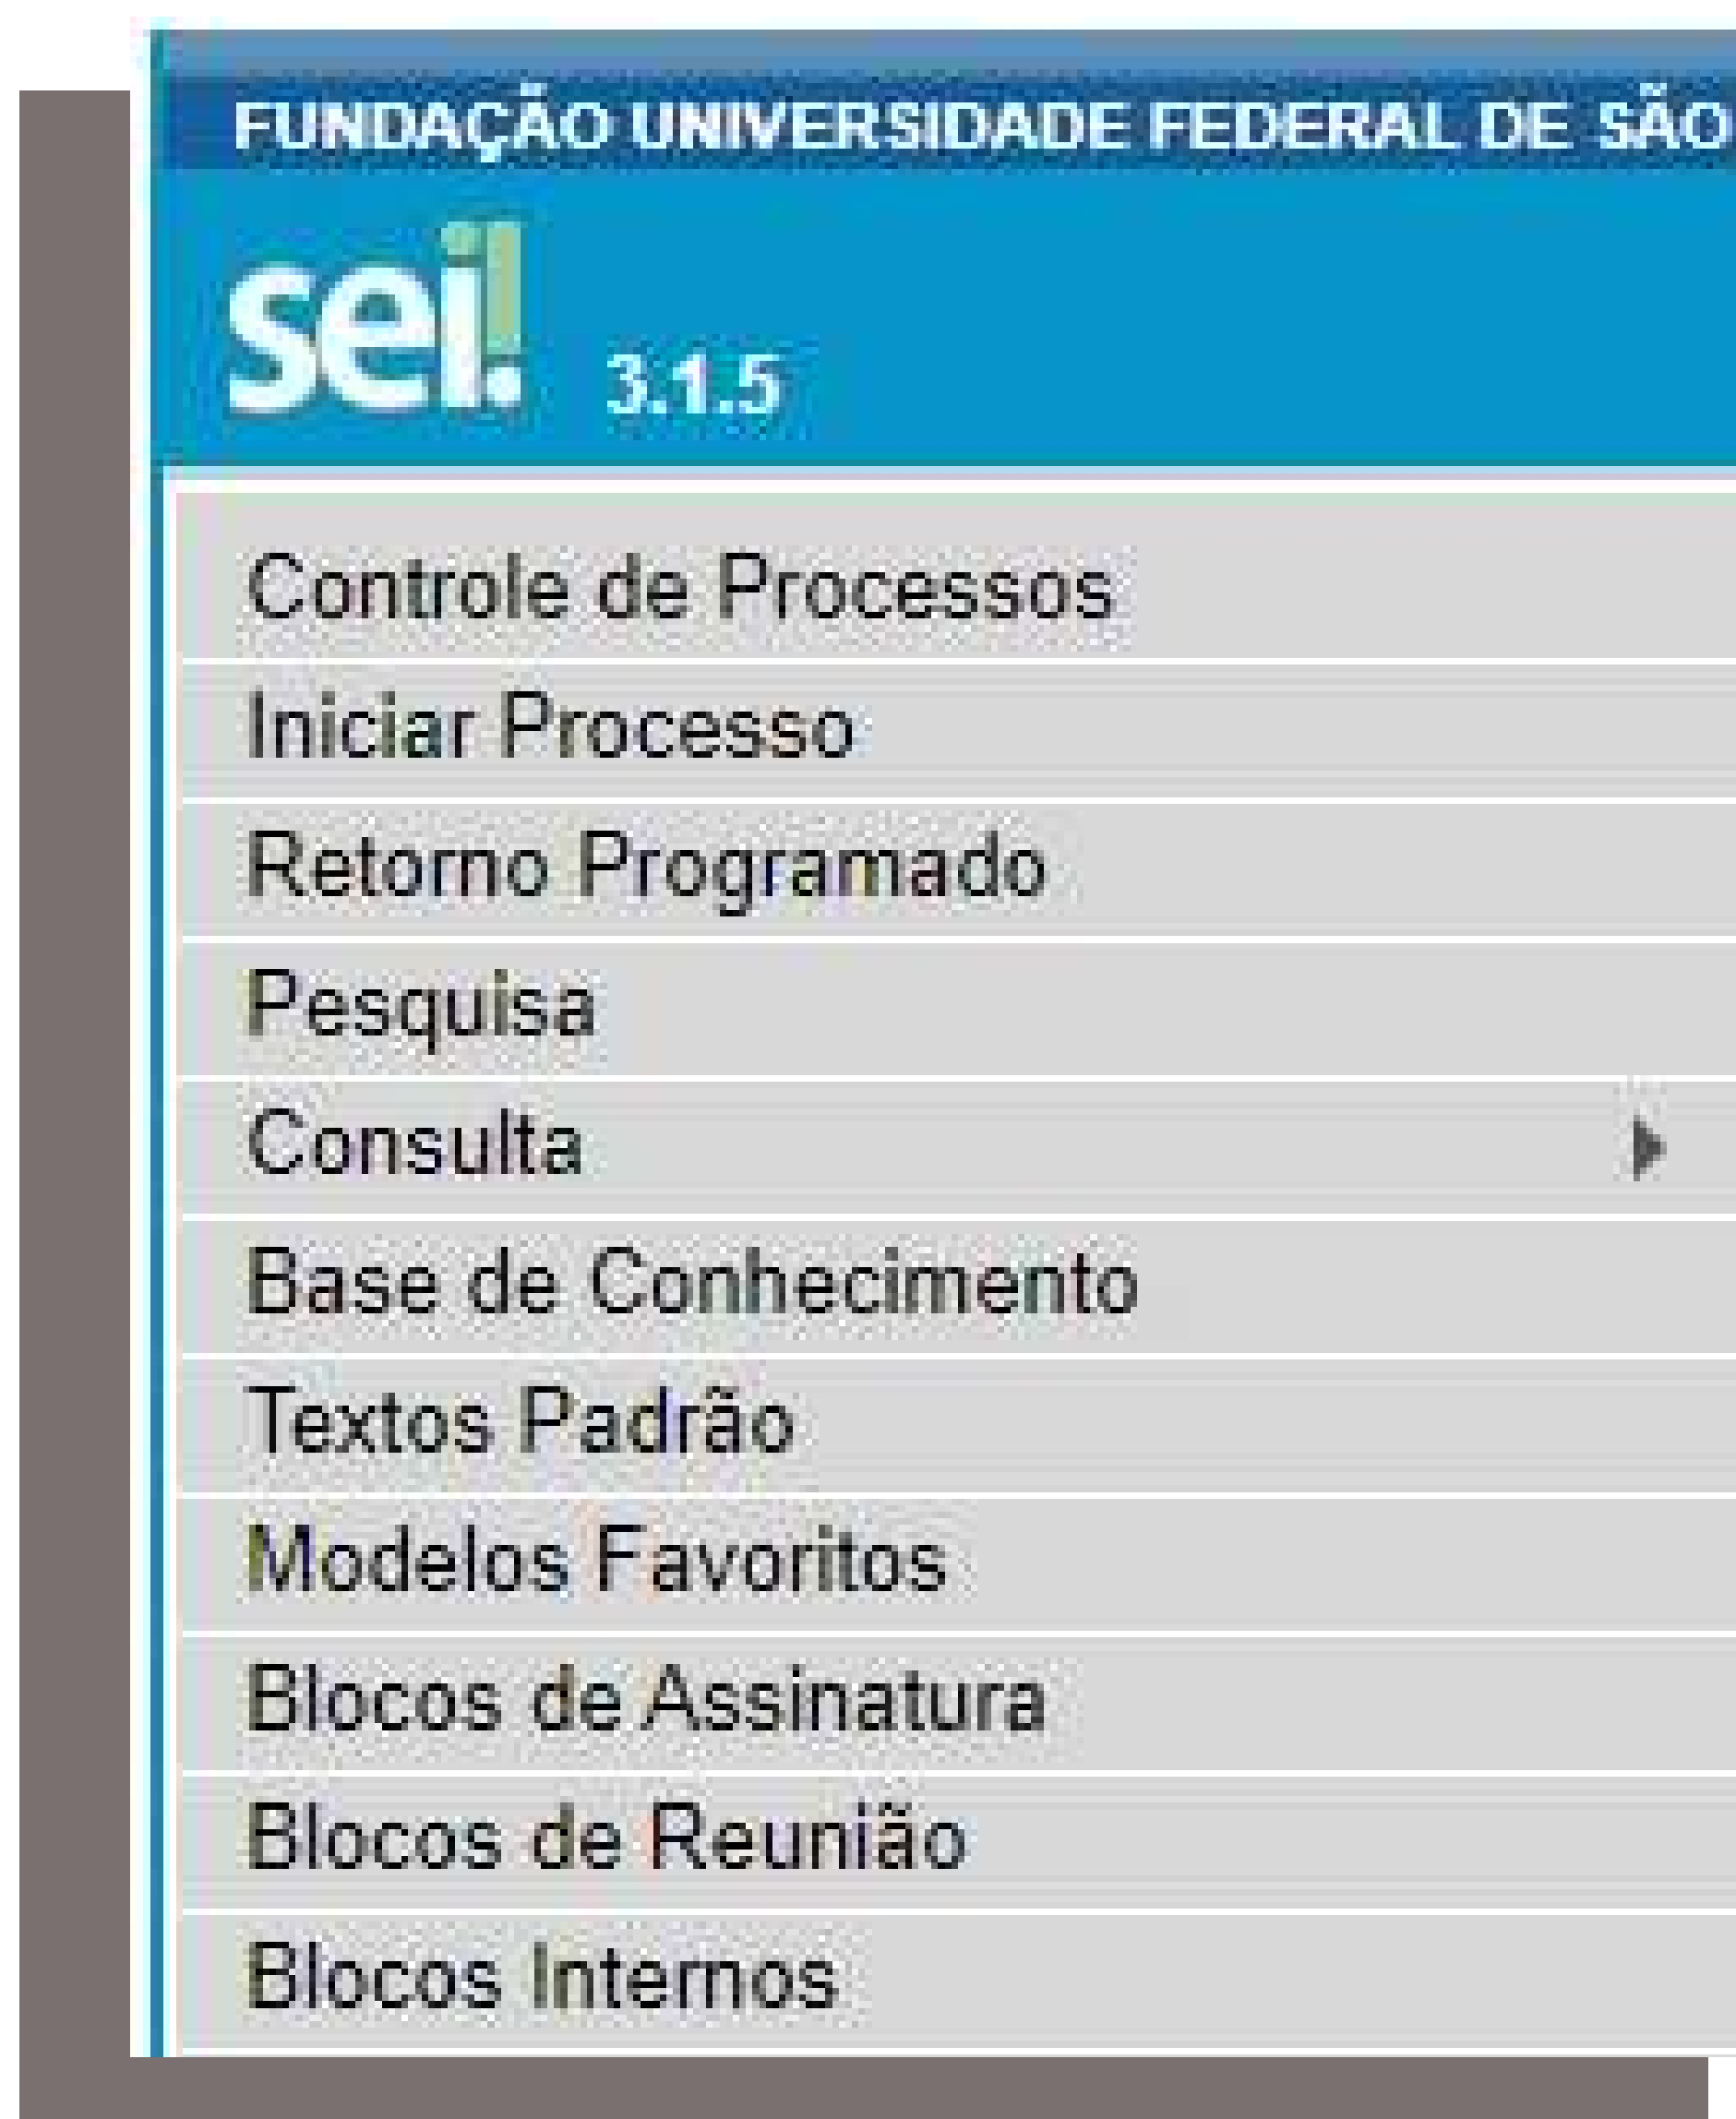 FUNDAÇÃO UNIVERSIDADE FEDERAL DE SÃO
sei!
3.1.5
Controle de Processos
Iniciar Processo
Retorno Programado
Pesquisa
Consulta
Base de Conhecimento
Textos Padrão
Modelos Favoritos
Blocos de Assinatura
Blocos de Reunião
Blocos Internos